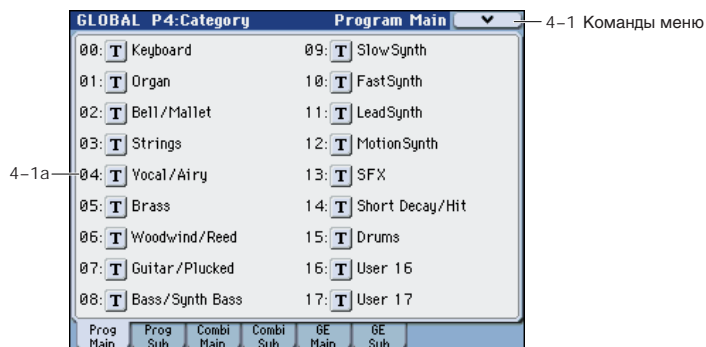 GLOBAL P4:Category Program Main
4-1 Команды меню
00: T Keyboard
01: T Organ
02: T Bell/Mallet
03: T Strings
4-1a
04: T Vocal/Airy
05: T Brass
06: T Woodwind/Reed
07: T Guitar/Plucked
08: T Bass/Synth Bass
09: T SlowSynth
10: T FastSynth
11: T LeadSynth
12: T MotionSynth
13: T SFX
14: T Short Decay/Hit
15: T Drums
16: T User 16
17: T User 17
Prog Main
Prog Sub
Combi Main
Combi Sub
GE Main
GE Sub